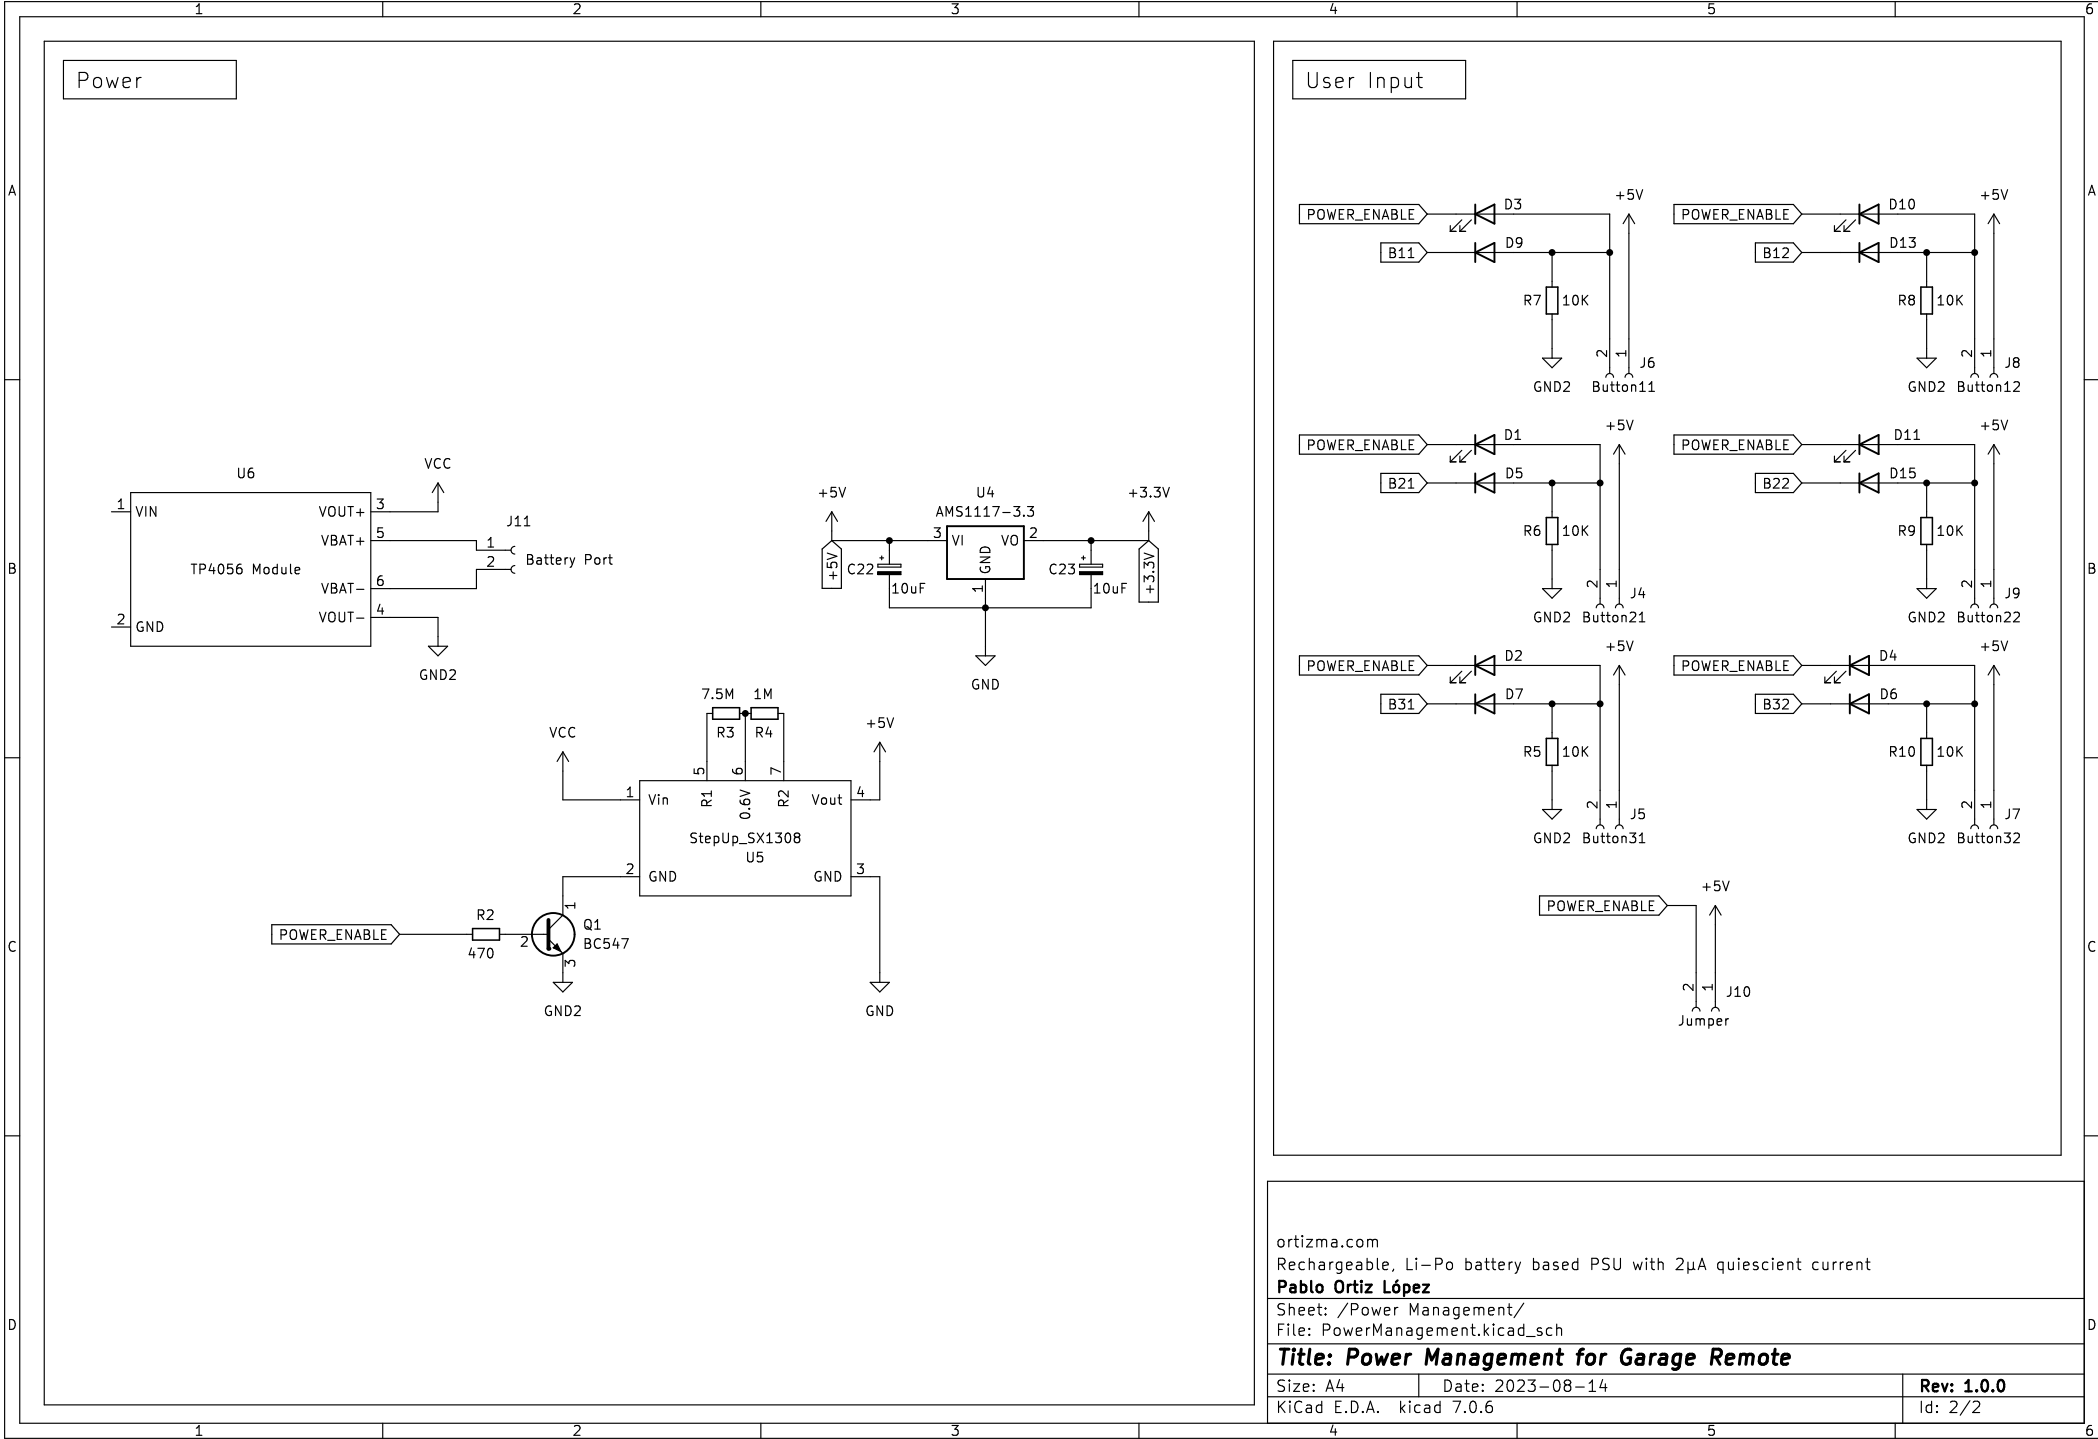 1 2 3 4 5 6
Power
User Input
A A
+5V +5V
POWER_ENABLE D3 POWER_ENABLE D10
B11 D9 B12 D13
R7 10K R8 10K
2 1 J6 2 1 J8
GND2 Button11 GND2 Button12
+5V +5V
POWER_ENABLE D1 POWER_ENABLE D11
B21 D5 B22 D15
R6 10K R9 10K
2 1 J4 2 1 J9
GND2 Button21 GND2 Button22
+5V +5V
POWER_ENABLE D2 POWER_ENABLE D4
B31 D7 B32 D6
R5 10K R10 10K
2 1 J5 2 1 J7
GND2 Button31 GND2 Button32
+5V
POWER_ENABLE
2 1 J10
Jumper
U6
VCC
1 VIN VOUT+ 3
VBAT+ 5
J11
1
2
Battery Port
TP4056 Module
VBAT- 6
VOUT- 4
2 GND
GND2
+5V U4 +3.3V
AMS1117-3.3
3 VI GND VO 2
+5V C22 + 1 C23 + +3.3V
10uF 10uF
GND
7.5M 1M
R3 R4
VCC +5V
5 6 7
1 Vin R1 0.6V R2 Vout 4
StepUp_SX1308
U5
2 GND GND 3
POWER_ENABLE R2 2 1 Q1
470 3 BC547
GND2 GND
B B
C C
D D
ortizma.com
Rechargeable, Li-Po battery based PSU with 2µA quiescient current
Pablo Ortiz López
Sheet: /Power Management/
File: PowerManagement.kicad_sch
Title: Power Management for Garage Remote
Size: A4 Date: 2023-08-14 Rev: 1.0.0
KiCad E.D.A. kicad 7.0.6 Id: 2/2
1 2 3 4 5 6